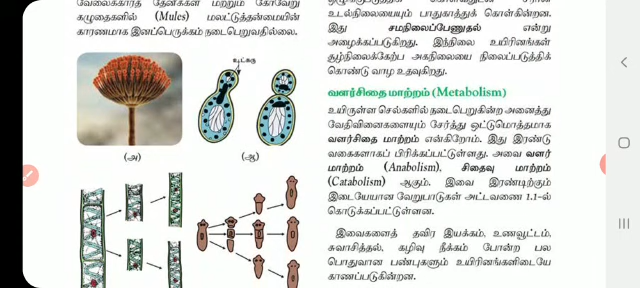 வேலைக்காரத் தேனீக்கள் மற்றும் கோவேறு
கழுதைகளில் (Mules) மலட்டுத்தன்மையின்
காரணமாக இனப்பெருக்கம் நடைபெறுவதில்லை.
உட்கரு
(அ)
(ஆ)
உடல்நிலையையும் பாதுகாத்துக் கொள்கின்றன.
இது சமநிலைப்பேணுதல் என்று
அழைக்கப்படுகிறது. இந்நிலை உயிரினங்கள்
சூழ்நிலைக்கேற்ப அகநிலையை நிலைப்படுத்திக்
கொண்டு வாழ உதவுகிறது.
வளர்சிதை மாற்றம் (Metabolism)
உயிருள்ள செல்களில் நடைபெறுகின்ற அனைத்து
வேதிவினைகளையும் சேர்த்து ஒட்டுமொத்தமாக
வளர்சிதை மாற்றம் என்கிறோம். இது இரண்டு
வகைகளாகப் பிரிக்கப்பட்டுள்ளது. அவை வளர்
மாற்றம் (Anabolism), சிதைவு மாற்றம்
(Catabolism) ஆகும். இவை இரண்டிற்கும்
இடையேயான வேறுபாடுகள் அட்டவணை 1.1-ல்
கொடுக்கப்பட்டுள்ளன.
இவைகளைத் தவிர இயக்கம், உணவூட்டம்,
சுவாசித்தல், கழிவு நீக்கம் போன்ற பல
பொதுவான பண்புகளும் உயிரினங்களிடையே
காணப்படுகின்றன.